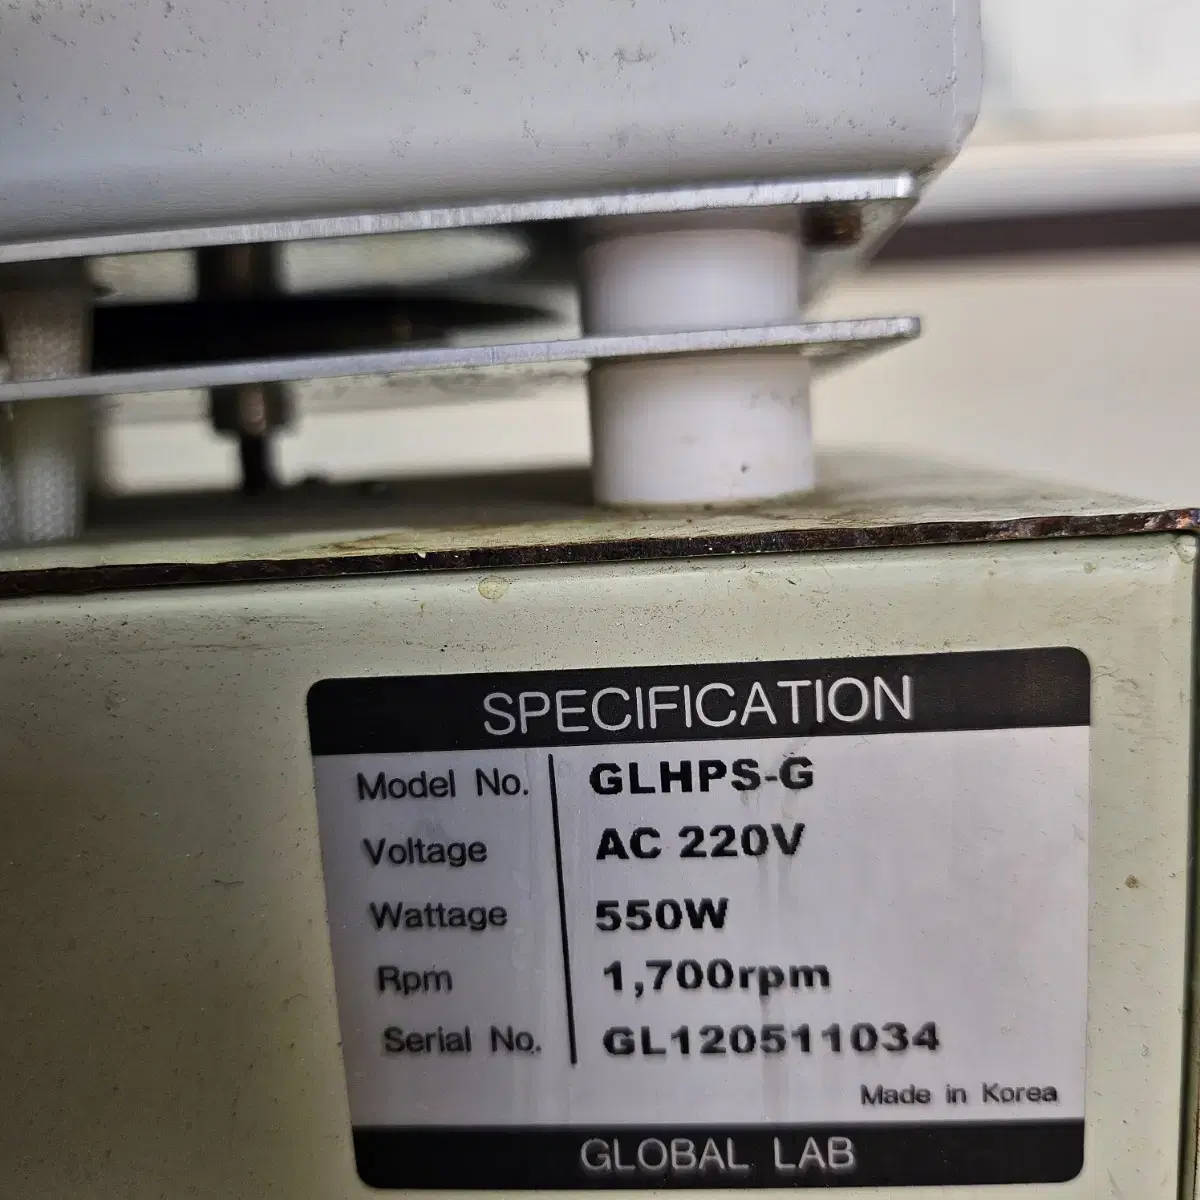 SPECIFICATION
Model No. GLHPS-G
Voltage AC 220V
Wattage 550W
Rpm 1,700rpm
Serial No. GL120511034
Made in Korea
GLOBAL LAB